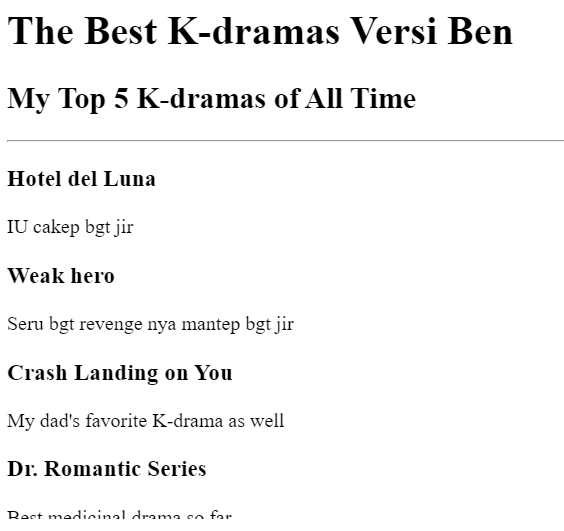 The Best K-dramas Versi Ben
My Top 5 K-dramas of All Time
Hotel del Luna
IU cakep bgt jir
Weak hero
Seru bgt revenge nya mantep bgt jir
Crash Landing on You
My dad's favorite K-drama as well
Dr. Romantic Series
Best medicinal drama so far